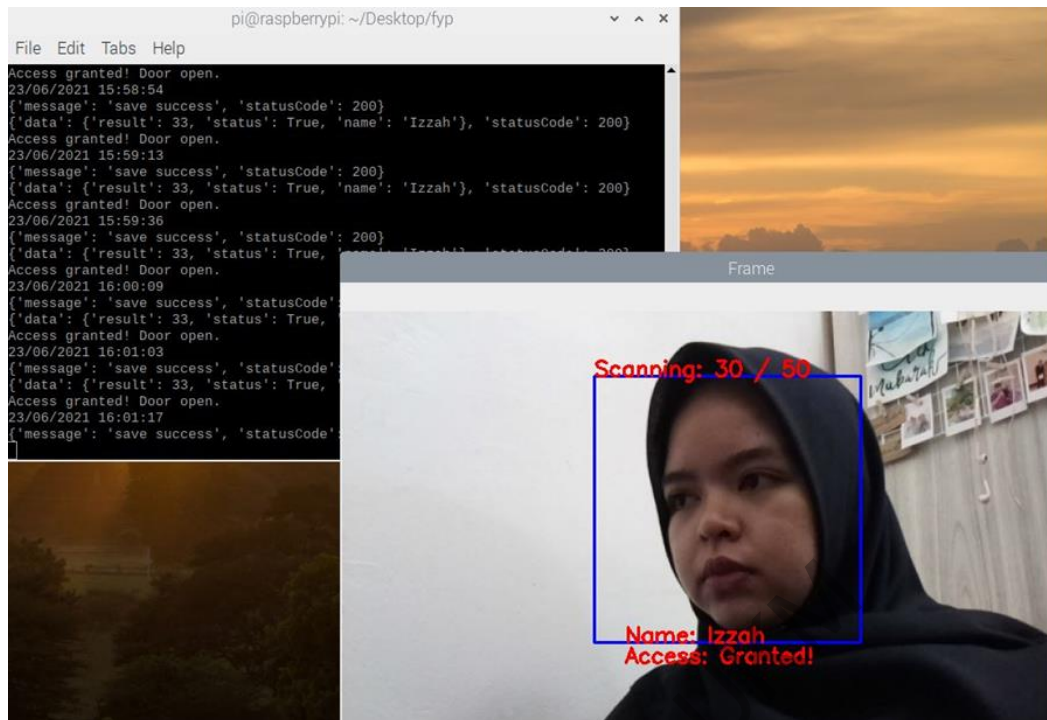 pi@raspberrypi: ~/Desktop/fyp
File Edit Tabs Help
Access granted! Door open.
23/06/2021 15:58:54
{'message': 'save success', 'statusCode': 200}
{'data': {'result': 33, 'status': True, 'name': 'Izzah'}, 'statusCode': 200}
Access granted! Door open.
23/06/2021 15:59:13
{'message': 'save success', 'statusCode': 200}
{'data': {'result': 33, 'status': True, 'name': 'Izzah'}, 'statusCode': 200}
Access granted! Door open.
23/06/2021 15:59:36
{'message': 'save success', 'statusCode': 200}
{'data': {'result': 33, 'status': True,
Access granted! Door open.
23/06/2021 16:00:09
{'message': 'save success', 'statusCode'
{'data': {'result': 33, 'status': True,
Access granted! Door open.
23/06/2021 16:01:03
{'message': 'save success', 'statusCode'
{'data': {'result': 33, 'status': True,
Access granted! Door open.
23/06/2021 16:01:17
{'message': 'save success', 'statusCode'
Frame
Scanning: 30 / 50
Mubarak
Name: Izzah
Access: Granted!